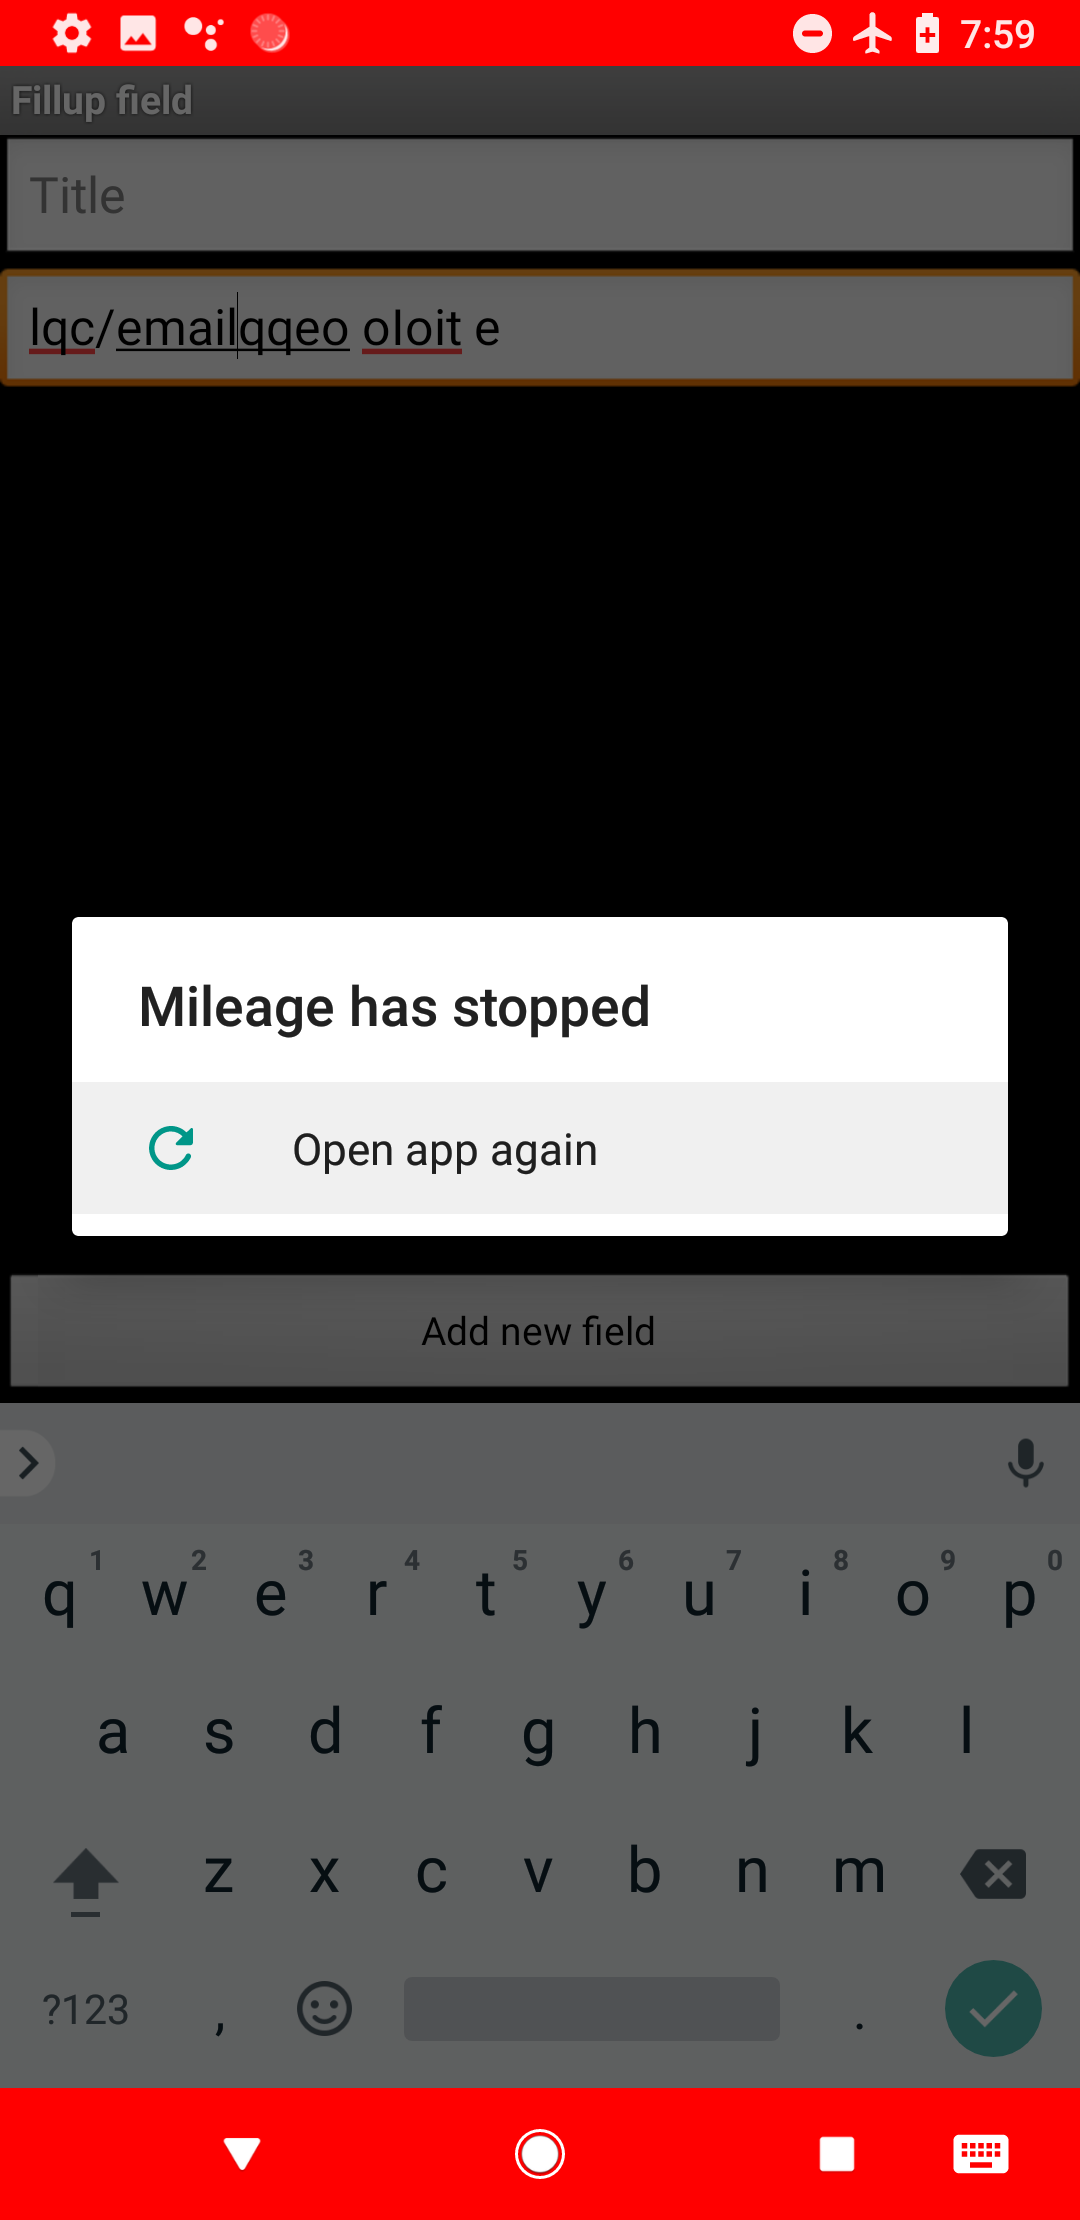 7:59
Fillup field
Title
lqc/emailqqeo oloit e
Mileage has stopped
Open app again
Add new field
1 2 3 4 5 6 7 8 9 0
q w e r t y u i o p
a s d f g h j k l
z x c v b n m
?123 , .